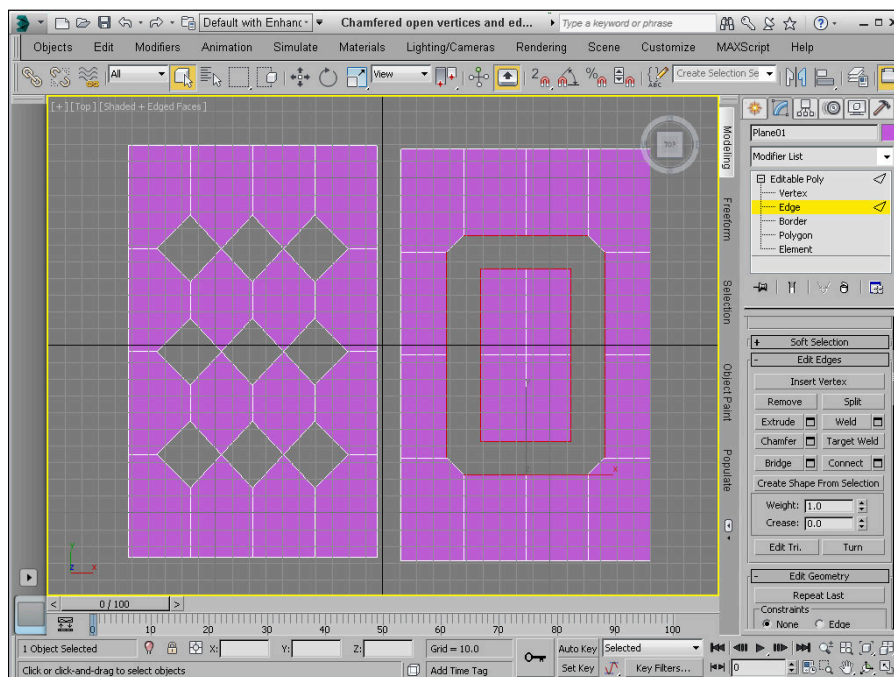 Default with Enhanc
Chamfered open vertices and ed...
Type a keyword or phrase
Objects Edit Modifiers Animation Simulate Materials Lighting/Cameras Rendering Scene Customize MAXScript Help
All
View
2
ABC
Create Selection Se
[+][Top][Shaded + Edged Faces]
TOP
Modeling
Freeform
Selection
Object Paint
Populate
Plane01
Modifier List
Editable Poly
Vertex
Edge
Border
Polygon
Element
+ Soft Selection
- Edit Edges
Insert Vertex
Remove Split
Extrude Weld
Chamfer Target Weld
Bridge Connect
Create Shape From Selection
Weight: 1.0
Crease: 0.0
Edit Tri. Turn
- Edit Geometry
Repeat Last
Constraints
None Edge
y
z x
z x
< 0 / 100 >
0 10 20 30 40 50 60 70 80 90 100
1 Object Selected X: Y: Z: Grid = 10.0 Auto Key Selected
Click or click-and-drag to select objects Add Time Tag Set Key Key Filters... 0